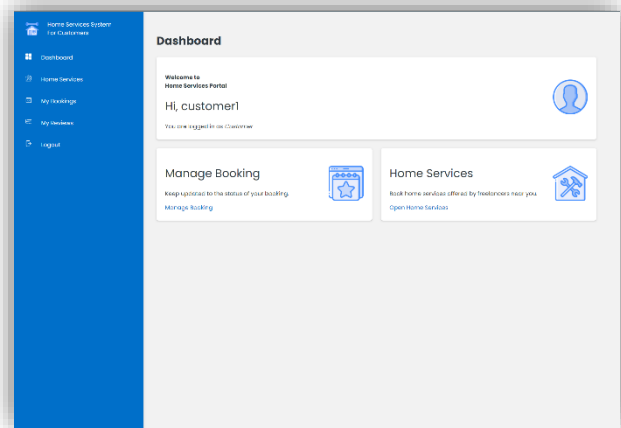 Home Services System
For Customers
Dashboard
Home Services
My Bookings
My Reviews
Logout
Dashboard
Welcome to
Home Services Portal
Hi, customer1
You are logged in as Customer
Manage Booking
Keep updated to the status of your booking.
Manage Booking
Home Services
Book home services offered by freelancers near you.
Open Home Services